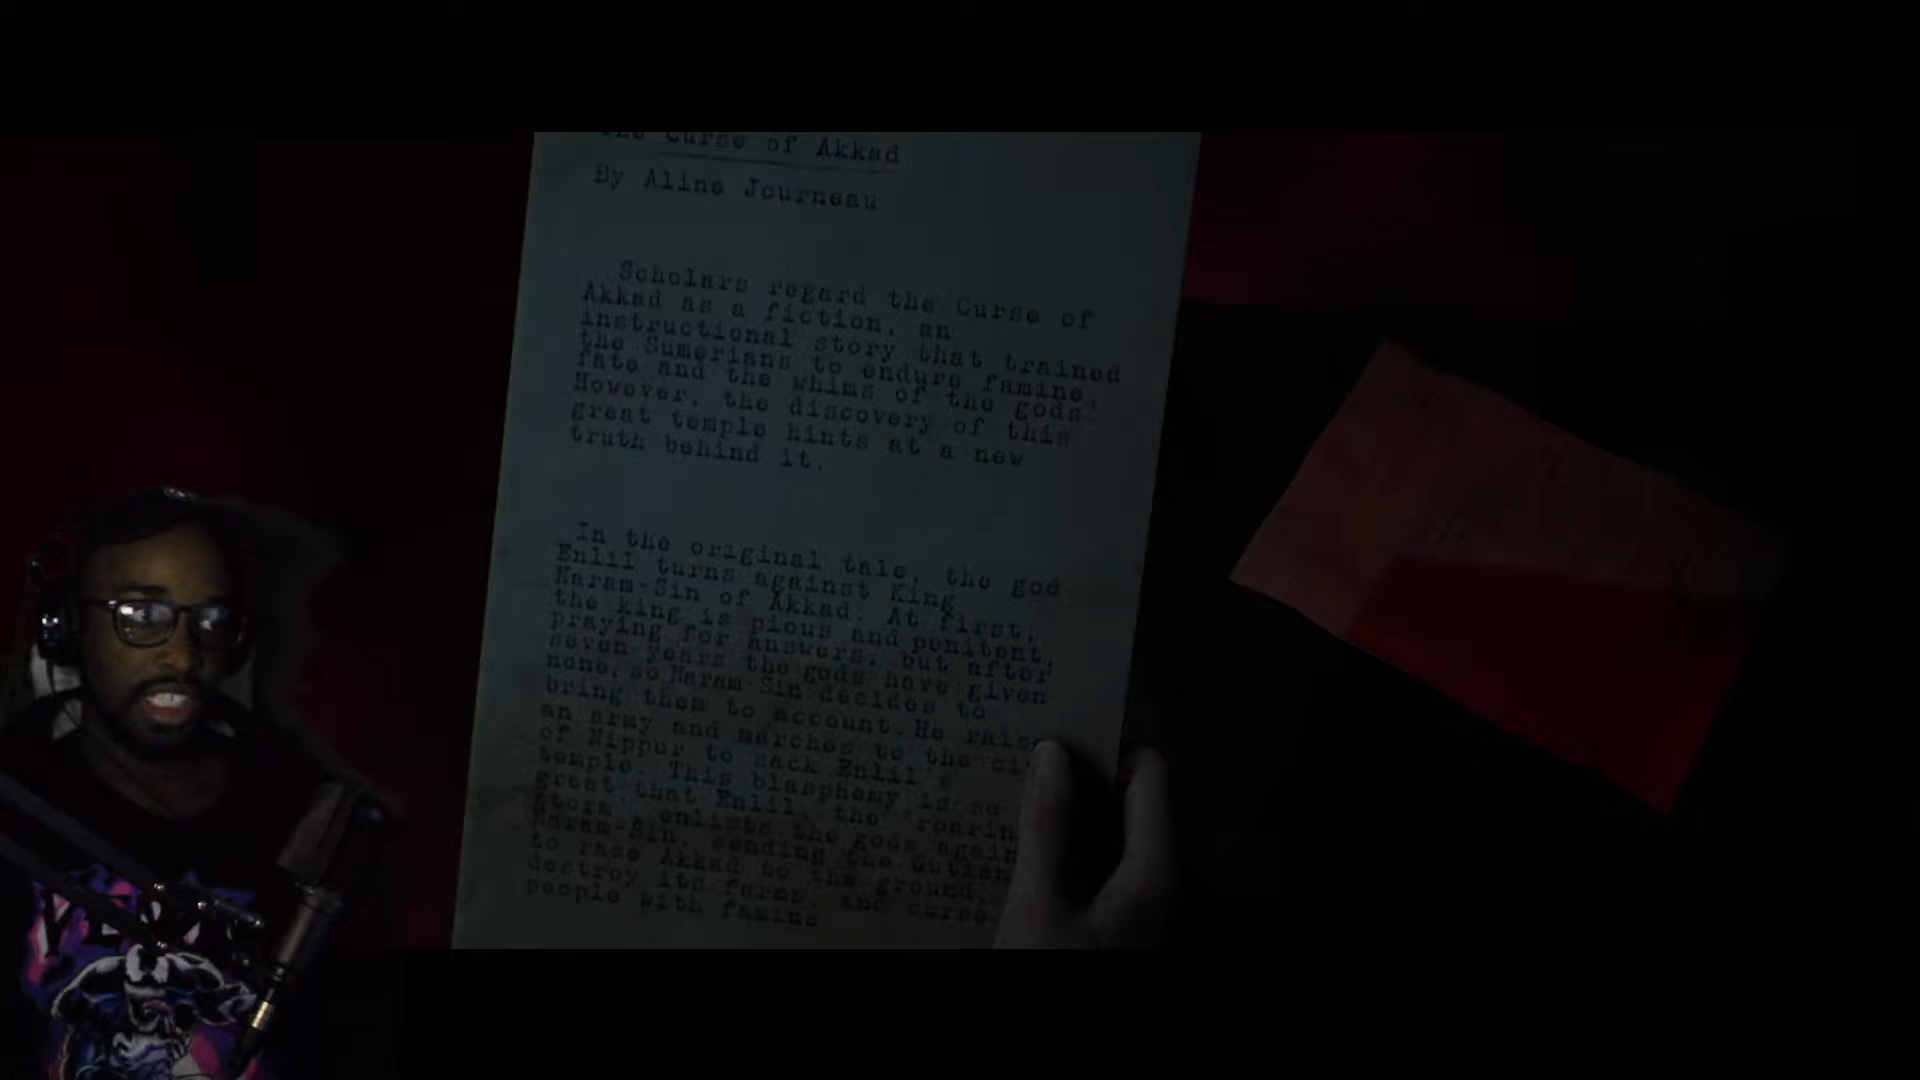 The Curse of Akkad
By Aline Journeau
Scholars regard the Curse of
Akkad as a fiction, an
instructional story that trained
the Sumerians to endure famine,
fate and the whims of the gods.
However, the discovery of this
great temple hints at a new
truth behind it.
In the original tale, the god
Enlil turns against King
Naram-Sin of Akkad. At first,
the king is pious and penitent,
praying for answers, but after
seven years the gods have given
none, so Naram-Sin decides to
bring them to account. He raise
an army and marches to the ci
of Nippur to sack Enlil's
temple. This blasphemy is so
great that Enlil, the "roarin
Storm", enlists the gods again
Naram-Sin, sending the Gutian
to raze Akkad to the ground,
destroy its farms, and curse
people with famine.